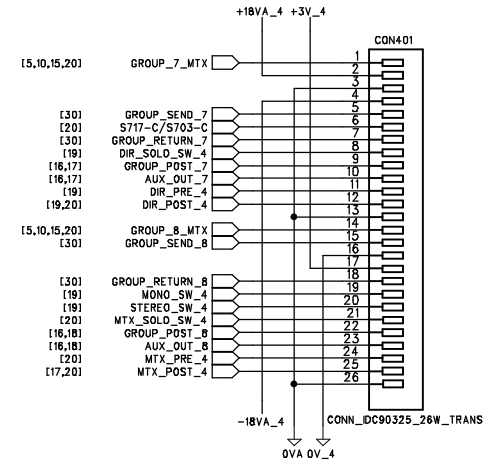 +18VA_4 +3V_4
CON401
[5,10,15,20] GROUP_7_MTX 1
2
3
4
[30] GROUP_SEND_7 5
[20] S717-C/S703-C 6
[30] GROUP_RETURN_7 7
[19] DIR_SOLO_SW_4 8
[16,17] GROUP_POST_7 9
[16,17] AUX_OUT_7 10
[19] DIR_PRE_4 11
[19,20] DIR_POST_4 12
13
[5,10,15,20] GROUP_8_MTX 14
[30] GROUP_SEND_8 15
16
17
[30] GROUP_RETURN_8 18
[19] MONO_SW_4 19
[19] STEREO_SW_4 20
[20] MTX_SOLO_SW_4 21
[16,18] GROUP_POST_8 22
[16,18] AUX_OUT_8 23
[20] MTX_PRE_4 24
[17,20] MTX_POST_4 25
26
-18VA_4 CONN_IDC90325_26W_TRANS
0VA 0V_4